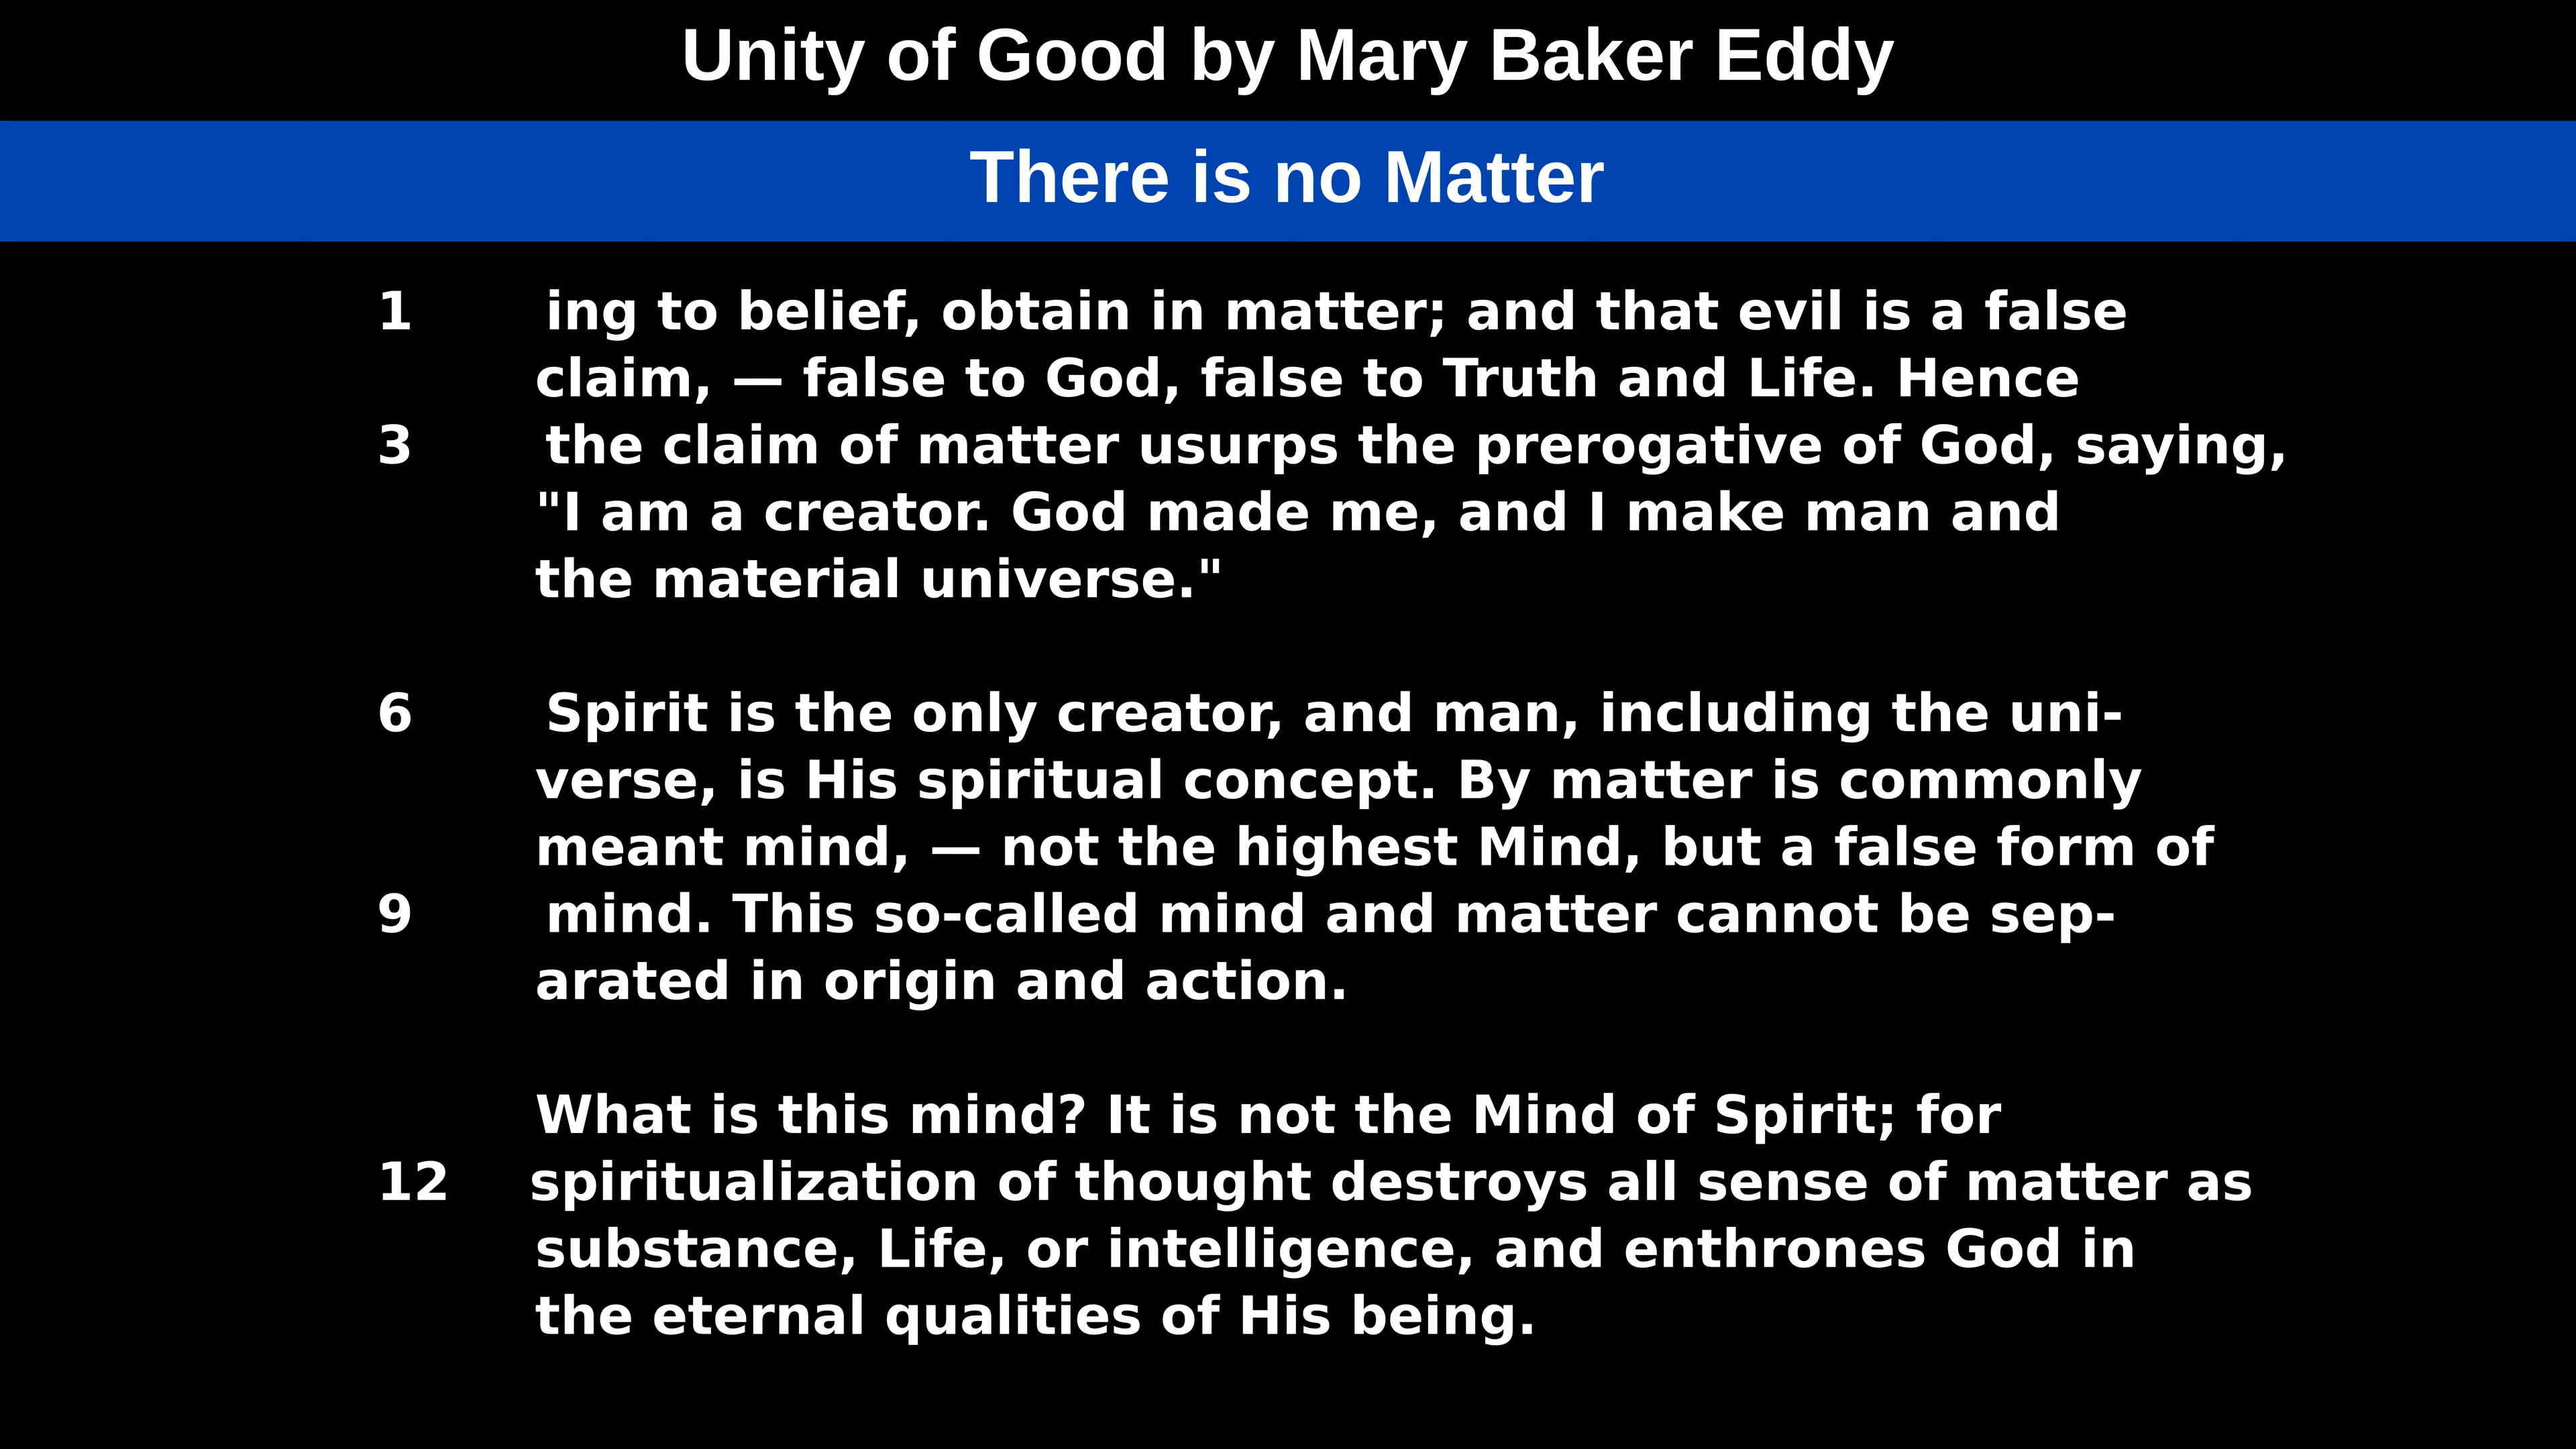 Unity of Good by Mary Baker Eddy
There is no Matter
1 ing to belief, obtain in matter; and that evil is a false
claim, — false to God, false to Truth and Life. Hence
3 the claim of matter usurps the prerogative of God, saying,
"I am a creator. God made me, and I make man and
the material universe."
6 Spirit is the only creator, and man, including the uni-
verse, is His spiritual concept. By matter is commonly
meant mind, — not the highest Mind, but a false form of
9 mind. This so-called mind and matter cannot be sep-
arated in origin and action.
What is this mind? It is not the Mind of Spirit; for
12 spiritualization of thought destroys all sense of matter as
substance, Life, or intelligence, and enthrones God in
the eternal qualities of His being.